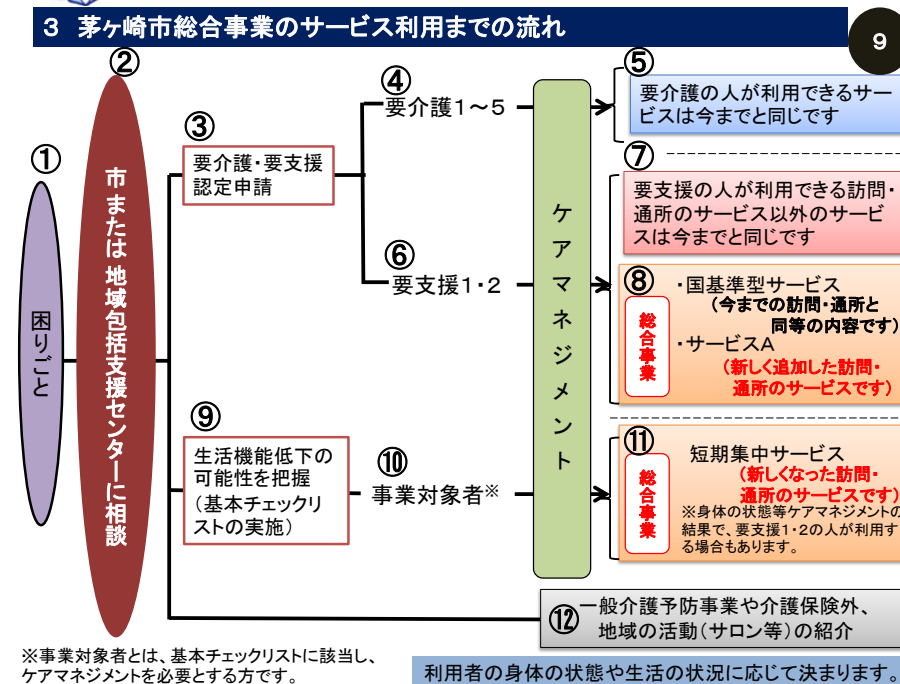 3 茅ヶ崎市総合事業のサービス利用までの流れ
9
①
困りごと
②
市 または 地域包括支援センターに相談
③
要介護・要支援
認定申請
④
要介護1～5
⑤
要介護の人が利用できるサー
ビスは今までと同じです
⑥
要支援1・2
ケアマネジメント
⑦
要支援の人が利用できる訪問・
通所のサービス以外のサービ
スは今までと同じです
⑧
総合事業
・国基準型サービス
(今までの訪問・通所と
同等の内容です)
・サービスA
(新しく追加した訪問・
通所のサービスです)
⑨
生活機能低下の
可能性を把握
(基本チェックリ
ストの実施)
⑩
事業対象者※
⑪
総合事業
短期集中サービス
(新しくなった訪問・
通所のサービスです)
※身体の状態等ケアマネジメントの
結果で、要支援1・2の人が利用す
る場合もあります。
⑫
一般介護予防事業や介護保険外、
地域の活動(サロン等)の紹介
※事業対象者とは、基本チェックリストに該当し、
ケアマネジメントを必要とする方です。
利用者の身体の状態や生活の状況に応じて決まります。